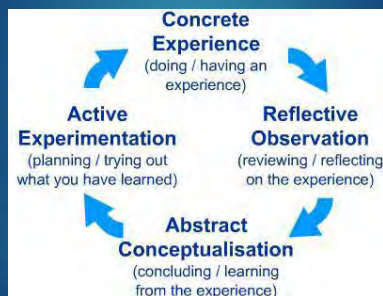 Concrete
Experience
(doing / having an
experience)
Reflective
Observation
(reviewing / reflecting
on the experience)
Abstract
Conceptualisation
(concluding / learning
from the experience)
Active
Experimentation
(planning / trying out
what you have learned)